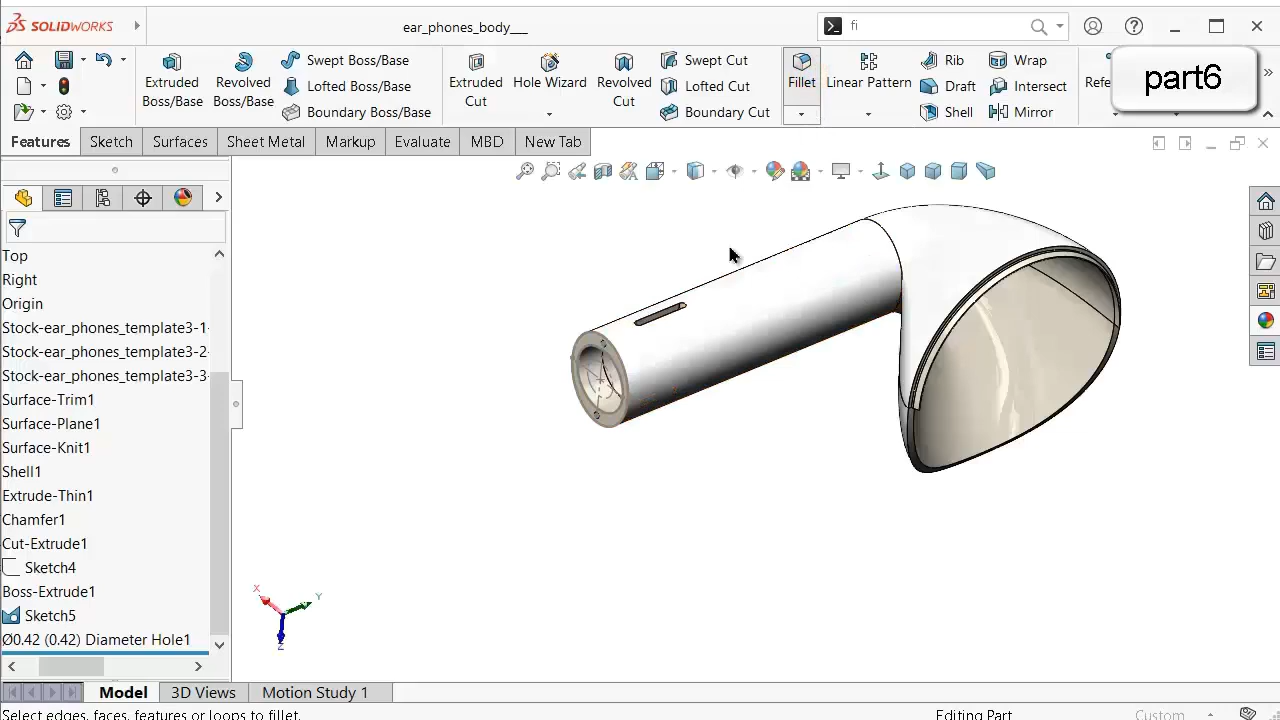 SOLIDWORKS
ear_phones_body___
fi
part6
Extruded Boss/Base
Revolved Boss/Base
Swept Boss/Base
Lofted Boss/Base
Boundary Boss/Base
Extruded Cut
Hole Wizard
Revolved Cut
Swept Cut
Lofted Cut
Boundary Cut
Fillet
Linear Pattern
Rib
Draft
Shell
Wrap
Intersect
Mirror
Refe
Features
Sketch
Surfaces
Sheet Metal
Markup
Evaluate
MBD
New Tab
Top
Right
Origin
Stock-ear_phones_template3-1-
Stock-ear_phones_template3-2-
Stock-ear_phones_template3-3-
Surface-Trim1
Surface-Plane1
Surface-Knit1
Shell1
Extrude-Thin1
Chamfer1
Cut-Extrude1
Sketch4
Boss-Extrude1
Sketch5
Ø0.42 (0.42) Diameter Hole1
X
Y
Z
Model
3D Views
Motion Study 1
Select edges, faces, features or loops to fillet.
Editing Part
Custom